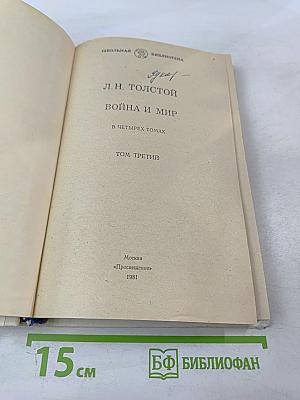 ШКОЛЬНАЯ БИБЛИОТЕКА
Л.Н. ТОЛСТОЙ
ВОЙНА И МИР
В ЧЕТЫРЕХ ТОМАХ
ТОМ ТРЕТИЙ
Москва
«Просвещение»
1981
15 см
БФ БИБЛИОФАН